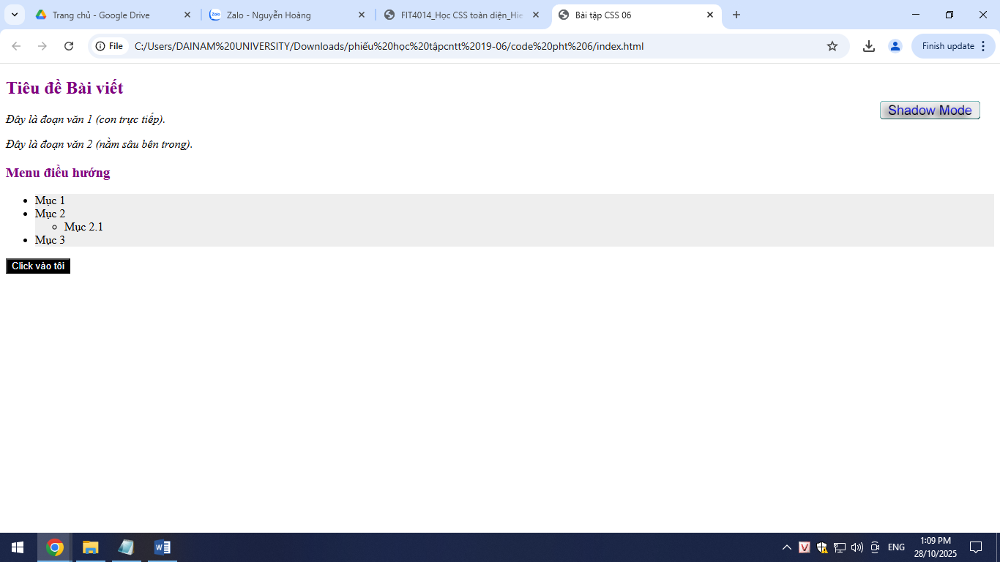 Trang chủ - Google Drive
Zalo
Zalo - Nguyễn Hoàng
FIT4014_Học CSS toàn diện_Hie
Bài tập CSS 06
File
C:/Users/DAINAM%20UNIVERSITY/Downloads/phiếu%20học%20tậpcntt%2019-06/code%20pht%206/index.html
Finish update
Tiêu đề Bài viết
Shadow Mode
Đây là đoạn văn 1 (con trực tiếp).
Đây là đoạn văn 2 (nằm sâu bên trong).
Menu điều hướng
Mục 1
Mục 2
Mục 2.1
Mục 3
Click vào tôi
W
V
ENG
1:09 PM
28/10/2025